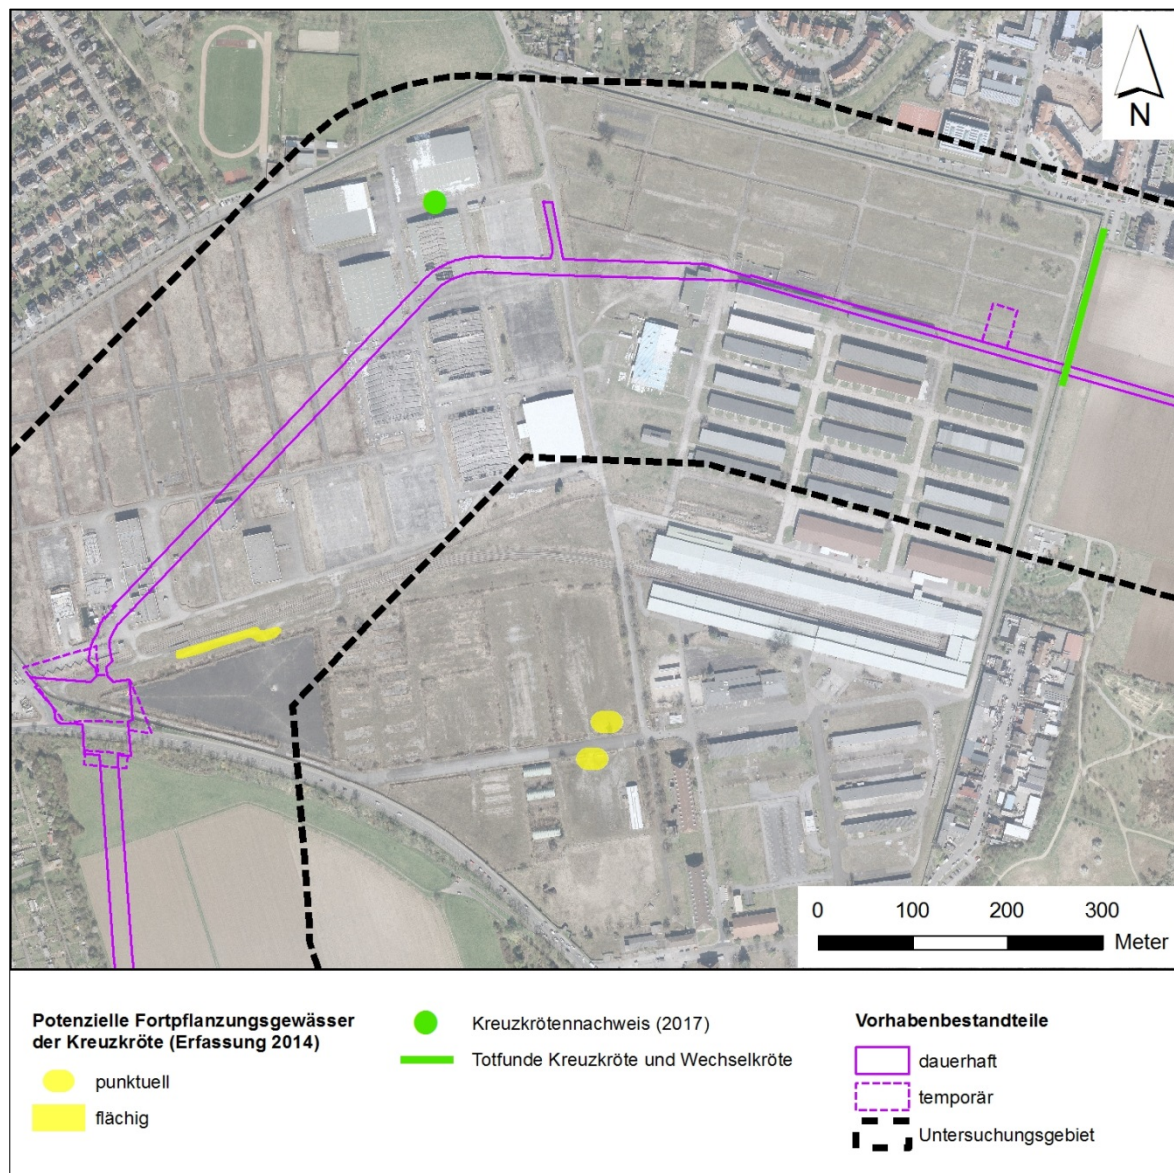 N
0 100 200 300
Meter
Potenzielle Fortpflanzungsgewässer
der Kreuzkröte (Erfassung 2014)
punktuell
flächig
Kreuzkrötennachweis (2017)
Totfunde Kreuzkröte und Wechselkröte
Vorhabenbestandteile
dauerhaft
temporär
Untersuchungsgebiet